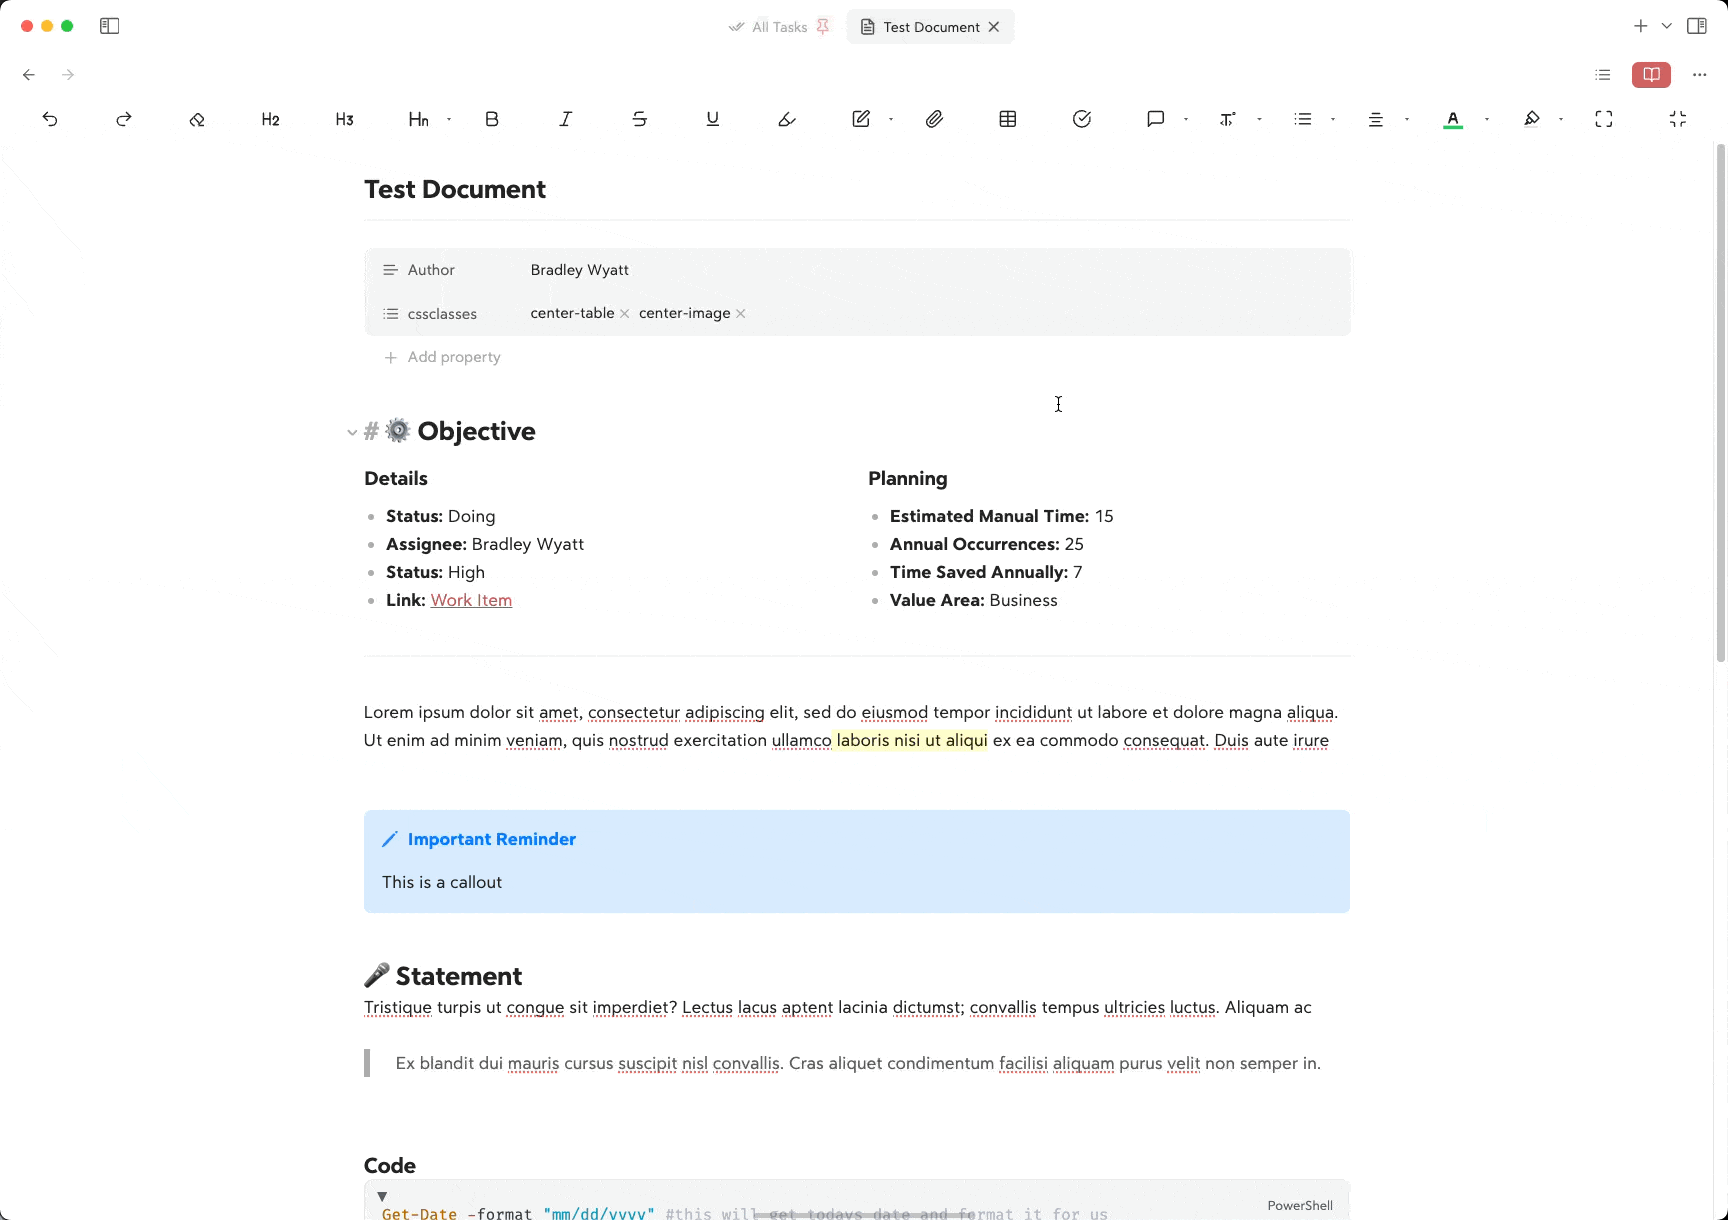 All Tasks
Test Document
H2 H3 Hn B I S U T A
Test Document
Author Bradley Wyatt
cssclasses center-table center-image
Add property
# Objective
Details
Status: Doing
Assignee: Bradley Wyatt
Status: High
Link: Work Item
Planning
Estimated Manual Time: 15
Annual Occurrences: 25
Time Saved Annually: 7
Value Area: Business
Lorem ipsum dolor sit amet, consectetur adipiscing elit, sed do eiusmod tempor incididunt ut labore et dolore magna aliqua.
Ut enim ad minim veniam, quis nostrud exercitation ullamco laboris nisi ut aliqui ex ea commodo consequat. Duis aute irure
Important Reminder
This is a callout
Statement
Tristique turpis ut congue sit imperdiet? Lectus lacus aptent lacinia dictumst; convallis tempus ultricies luctus. Aliquam ac
Ex blandit dui mauris cursus suscipit nisl convallis. Cras aliquet condimentum facilisi aliquam purus velit non semper in.
Code
PowerShell
Get-Date -format "mm/dd/yyyy" #this will get todays date and format it for us